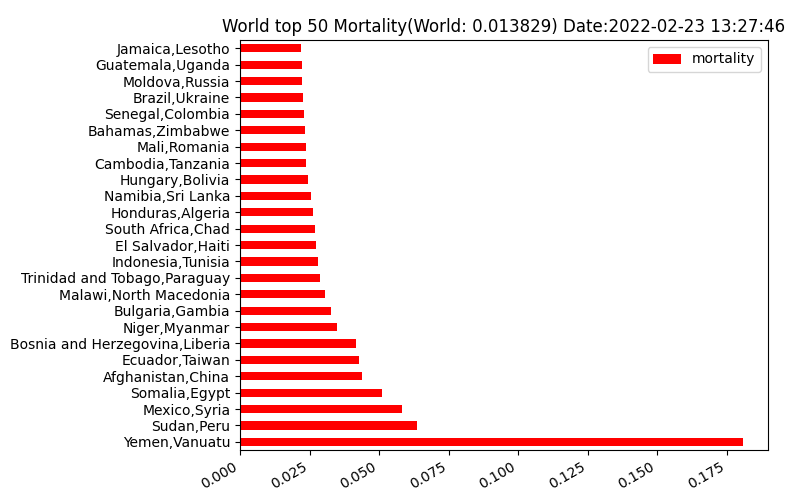 World top 50 Mortality(World: 0.013829) Date:2022-02-23 13:27:46
mortality
Jamaica,Lesotho
Guatemala,Uganda
Moldova,Russia
Brazil,Ukraine
Senegal,Colombia
Bahamas,Zimbabwe
Mali,Romania
Cambodia,Tanzania
Hungary,Bolivia
Namibia,Sri Lanka
Honduras,Algeria
South Africa,Chad
El Salvador,Haiti
Indonesia,Tunisia
Trinidad and Tobago,Paraguay
Malawi,North Macedonia
Bulgaria,Gambia
Niger,Myanmar
Bosnia and Herzegovina,Liberia
Ecuador,Taiwan
Afghanistan,China
Somalia,Egypt
Mexico,Syria
Sudan,Peru
Yemen,Vanuatu
0.000 0.025 0.050 0.075 0.100 0.125 0.150 0.175